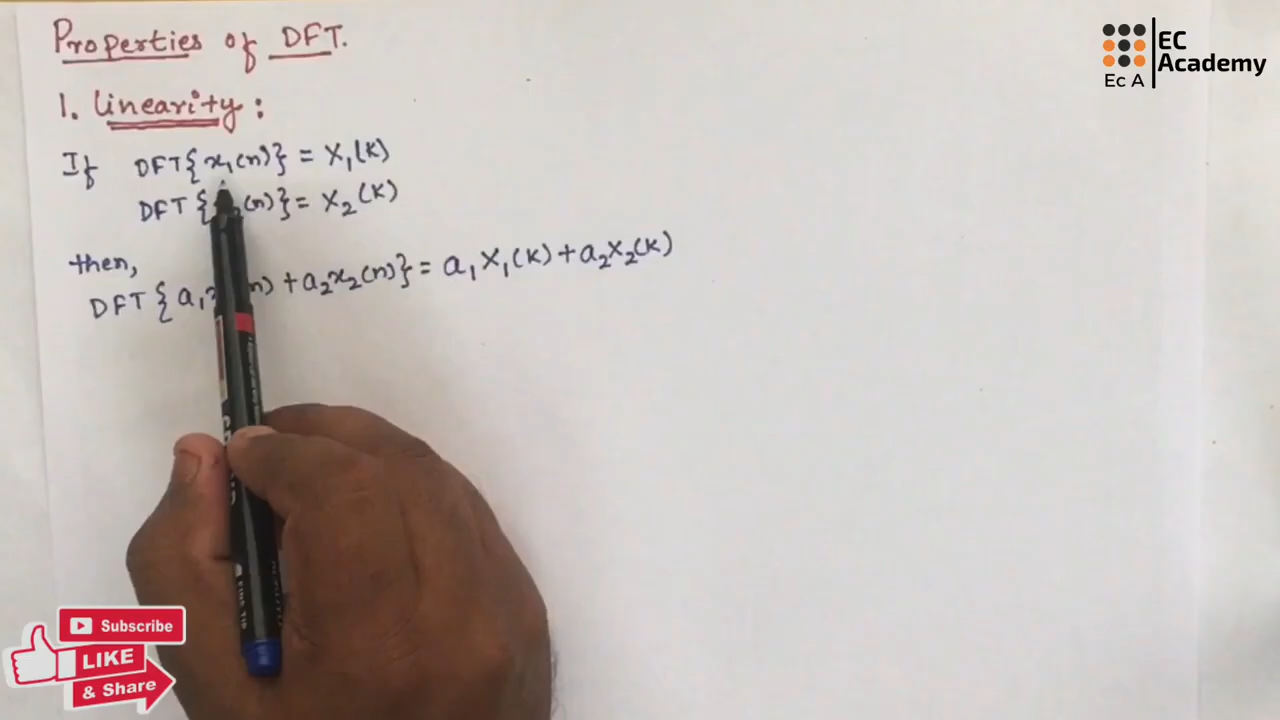 Properties of DFT.
1. Linearity:
If DFT{x₁(n)} = X₁(k)
DFT { (n)} = X₂(k)
then,
DFT { a₁ (n) + a₂x₂(n)} = a₁X₁(k) + a₂X₂(k)
EC
Academy
Ec A
Subscribe
LIKE
& Share